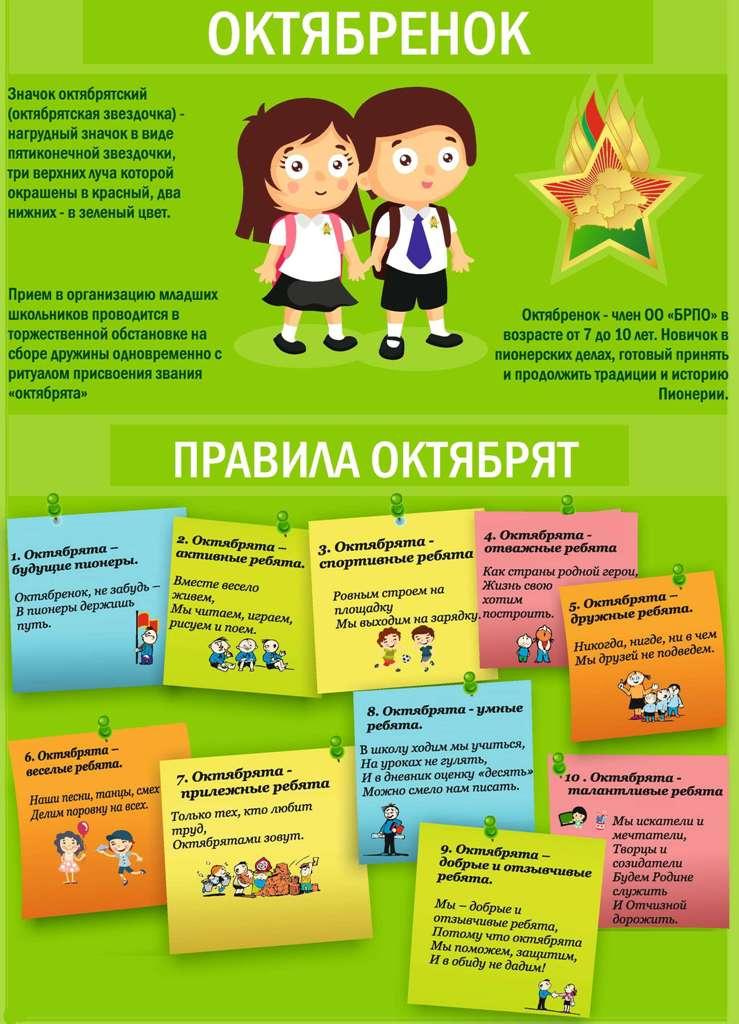 ОКТЯБРЕНОК
Значок октябрятский
(октябрятская звездочка) -
нагрудный значок в виде
пятиконечной звездочки,
три верхних луча которой
окрашены в красный, два
нижних - в зеленый цвет.
Прием в организацию младших
школьников проводится в
торжественной обстановке на
сборе дружины одновременно с
ритуалом присвоения звания
«октябрята»
Октябренок - член ОО «БРПО» в
возрасте от 7 до 10 лет. Новичок в
пионерских делах, готовый принять
и продолжить традиции и историю
Пионерии.
ПРАВИЛА ОКТЯБРЯТ
1. Октябрята –
будущие пионеры.
Октябренок, не забудь –
В пионеры держишь
путь.
2. Октябрята –
активные ребята.
Вместе весело
живем,
Мы читаем, играем,
рисуем и поем.
3. Октябрята -
спортивные ребята
Ровным строем на
площадку
Мы выходим на зарядку.
4. Октябрята -
отважные ребята
Как страны родной герои,
Жизнь свою
хотим
построить.
5. Октябрята –
дружные ребята.
Никогда, нигде, ни в чем
Мы друзей не подведем.
6. Октябрята –
веселые ребята.
Наши песни, танцы, смех
Делим поровну на всех.
7. Октябрята -
прилежные ребята
Только тех, кто любит
труд,
Октябрятами зовут.
8. Октябрята - умные
ребята.
В школу ходим мы учиться,
На уроках не гулять,
И в дневник оценку «десять»
Можно смело нам писать.
9. Октябрята –
добрые и отзывчивые
ребята.
Мы – добрые и
отзывчивые ребята,
Потому что октябрята
Мы поможем, защитим,
И в обиду не дадим!
10 . Октябрята -
талантливые ребята
Мы искатели и
мечтатели,
Творцы и
созидатели
Будем Родине
служить
И Отчизной
дорожить.